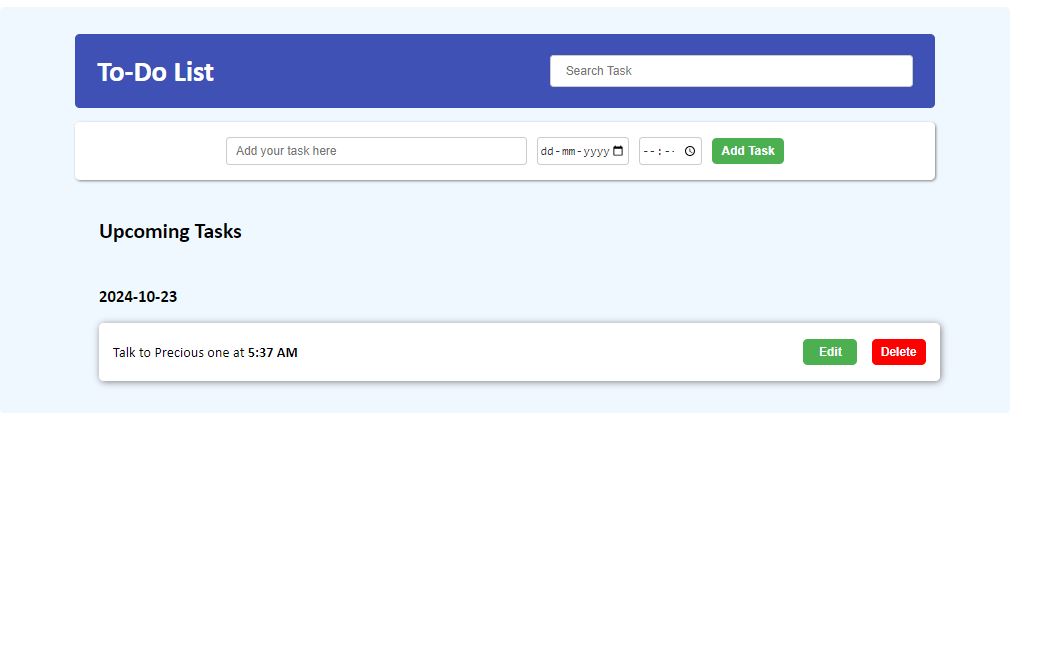 To-Do List
Search Task
Add your task here
dd-mm-yyyy
--:--
Add Task
Upcoming Tasks
2024-10-23
Talk to Precious one at 5:37 AM
Edit
Delete